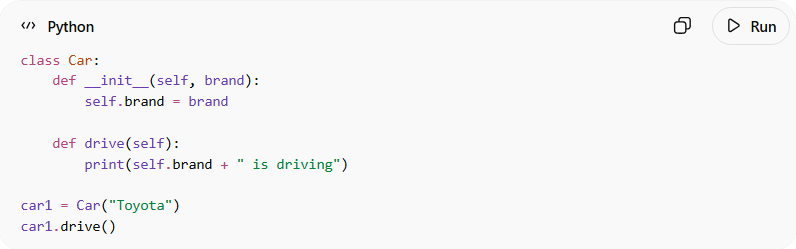 Python
Run
class Car:
    def __init__(self, brand):
        self.brand = brand
    def drive(self):
        print(self.brand + " is driving")
car1 = Car("Toyota")
car1.drive()